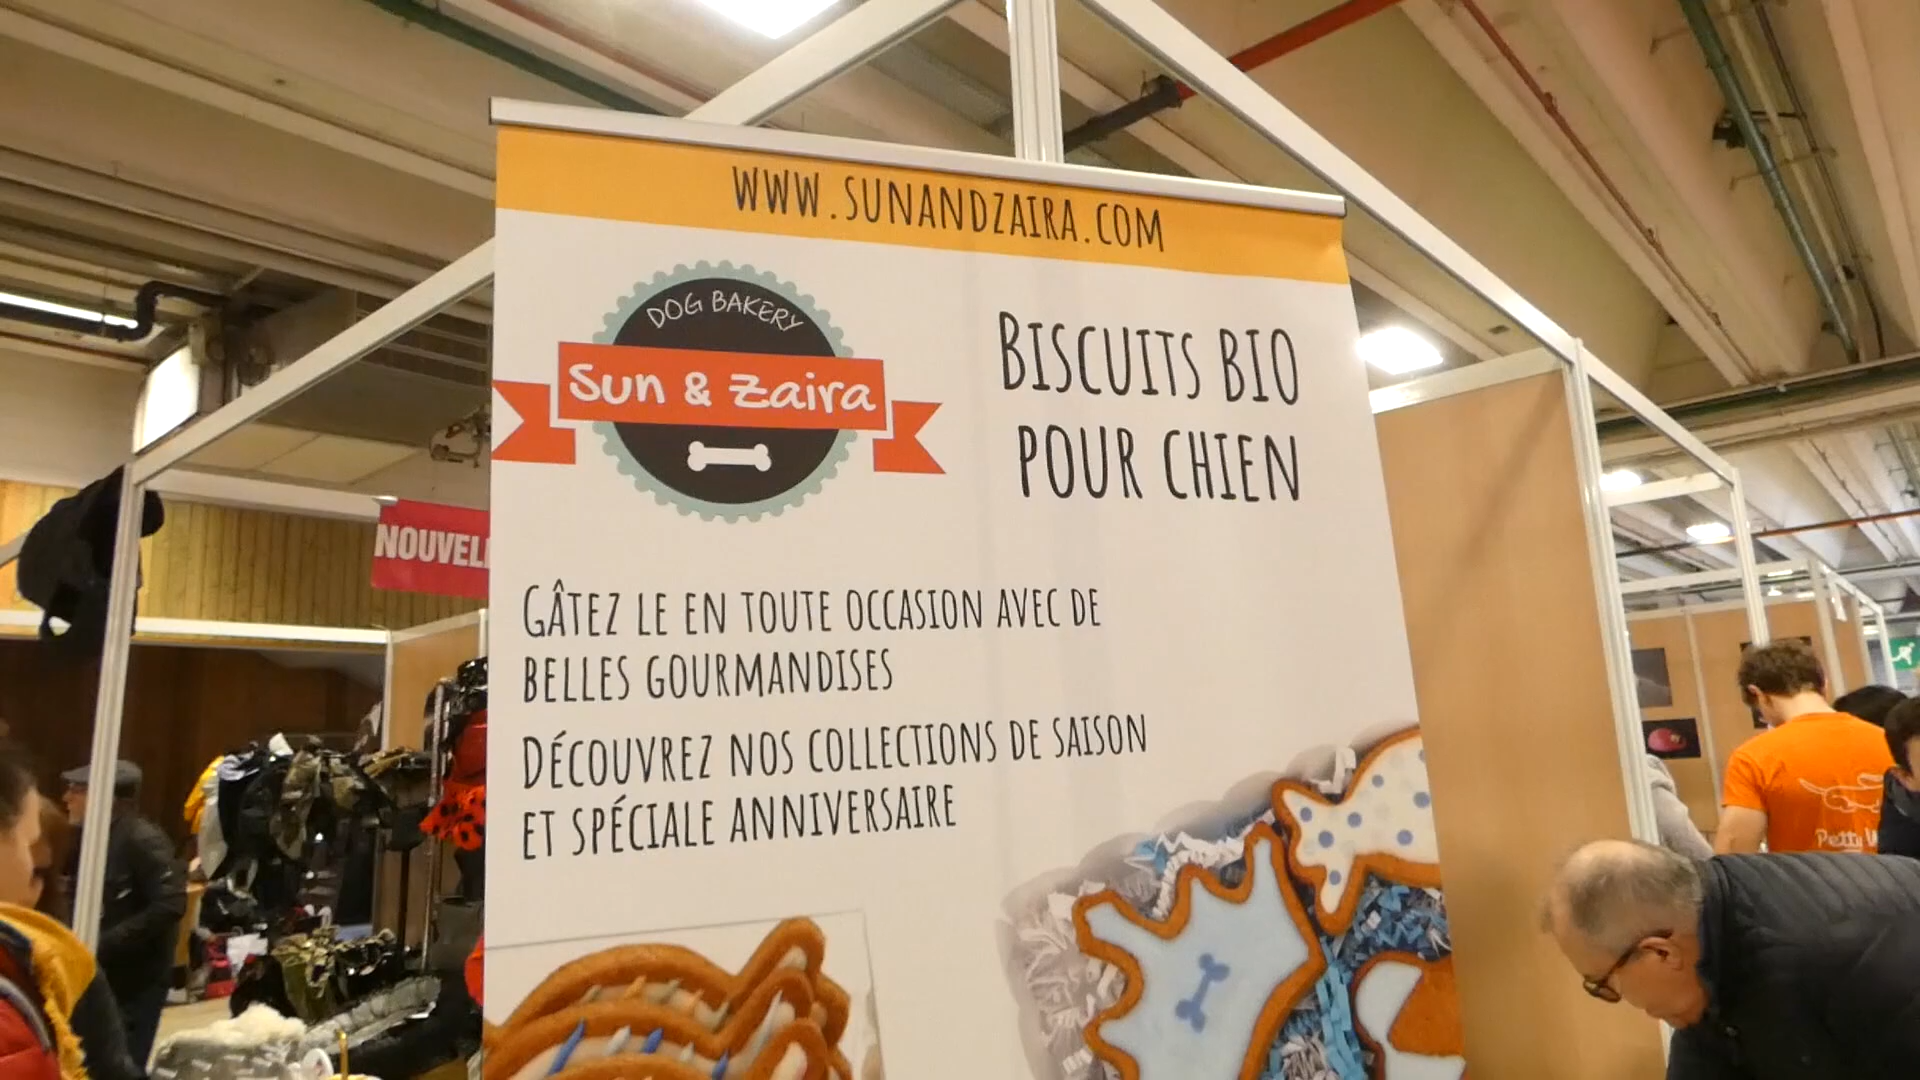 WWW.SUNANDZAIRA.COM
DOG BAKERY
Sun & Zaira
BISCUITS BIO
POUR CHIEN
NOUVEL
GÂTEZ LE EN TOUTE OCCASION AVEC DE
BELLES GOURMANDISES
DÉCOUVREZ NOS COLLECTIONS DE SAISON
ET SPÉCIALE ANNIVERSAIRE